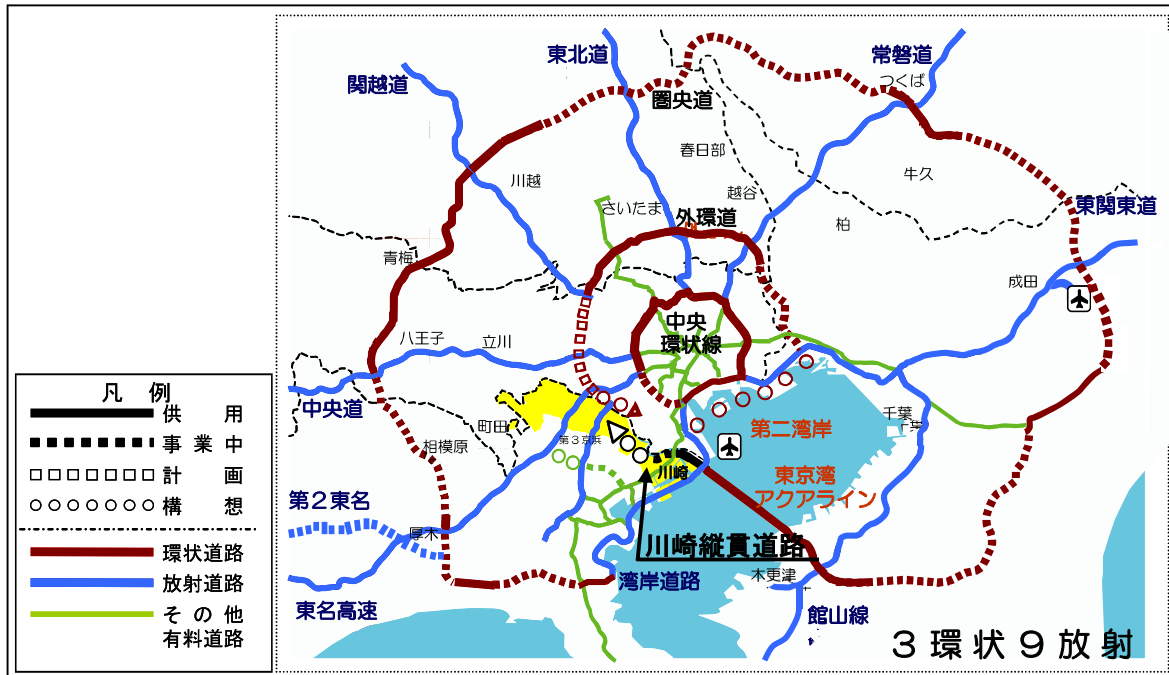 東北道
常磐道
つくば
関越道
圏央道
春日部
川越
越谷
牛久
さいたま
外環道
柏
東関東道
青梅
成田
中央
環状線
八王子
立川
凡 例
供 用
事 業 中
計 画
構 想
環状道路
放射道路
そ の 他
有料道路
中央道
町田
相模原
第３京浜
川崎
第二湾岸
千葉
東京湾
アクアライン
第２東名
厚木
川崎縦貫道路
東名高速
湾岸道路
木更津
館山線
３環状９放射